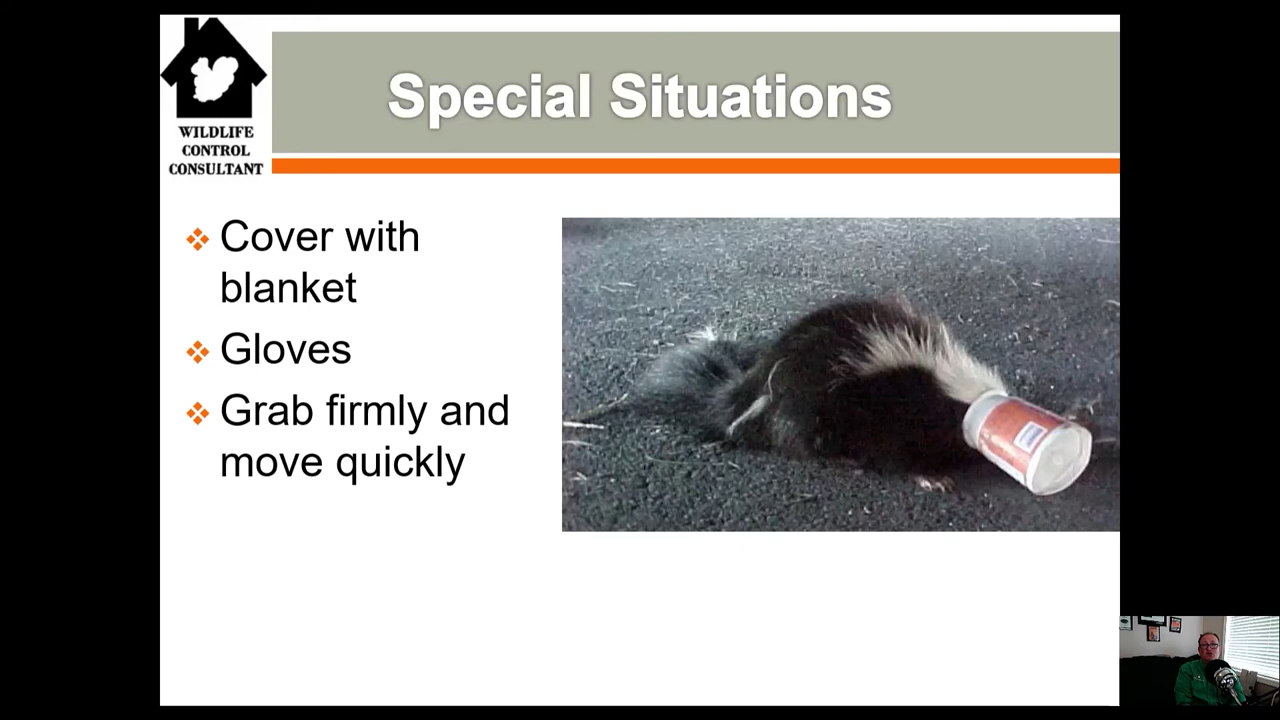 WILDLIFE
CONTROL
CONSULTANT
Special Situations
Cover with
blanket
Gloves
Grab firmly and
move quickly